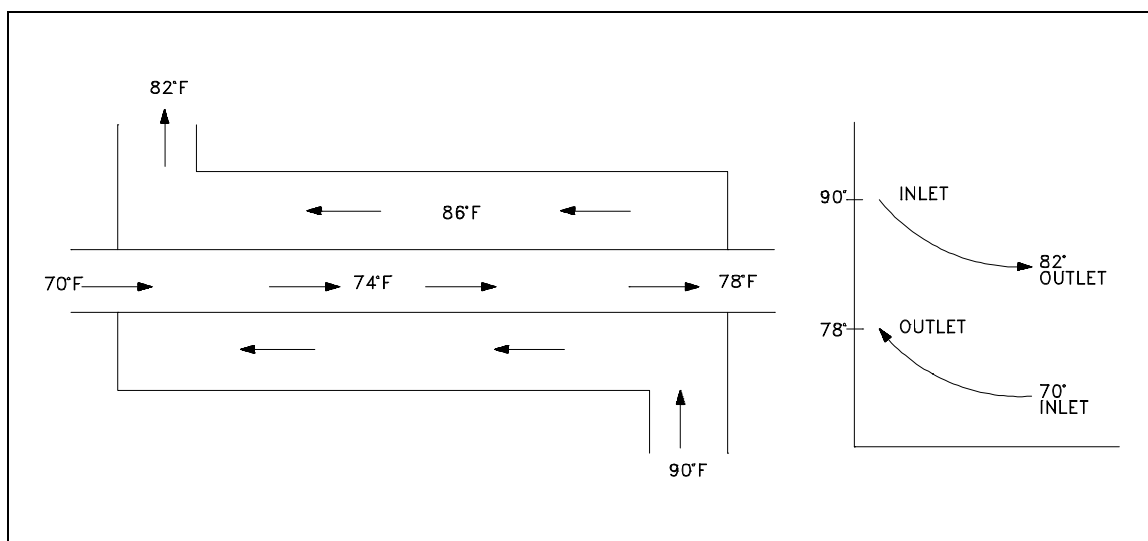 82°F
86°F
70°F
74°F
78°F
90°F
90°
INLET
82°
OUTLET
78°
OUTLET
70°
INLET